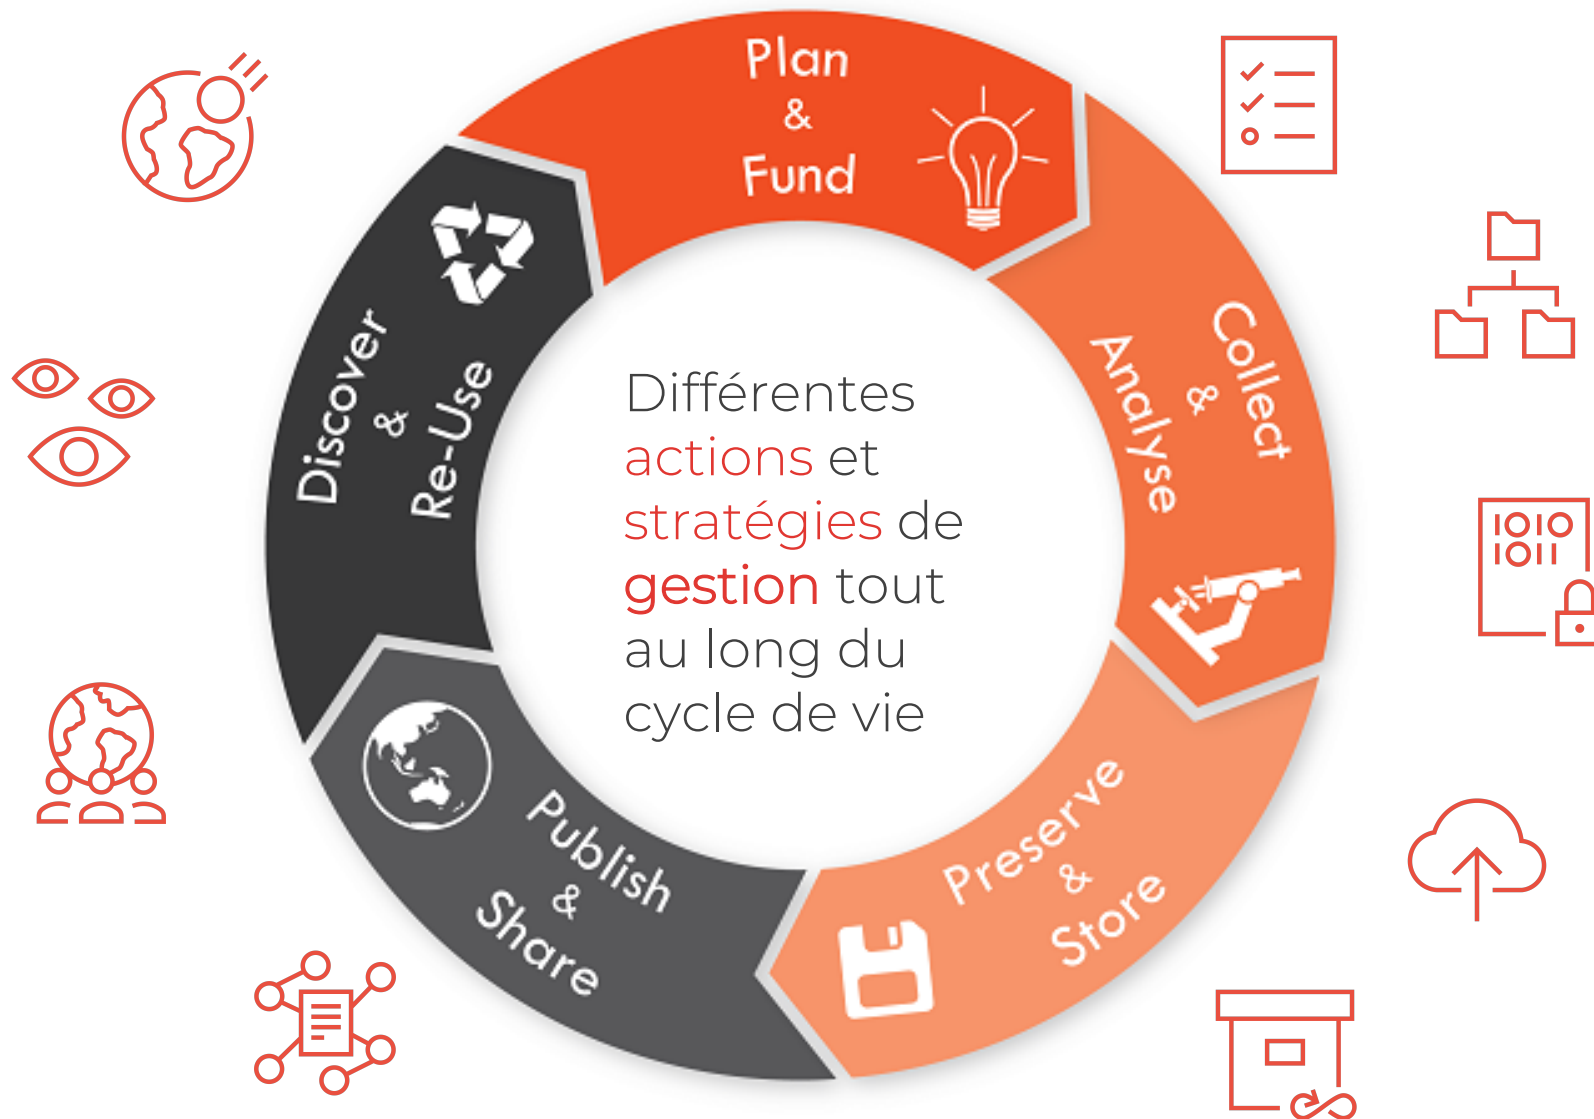 Plan
&
Fund
Collect
&
Analyse
Preserve
&
Store
Publish
&
Share
Discover
&
Re-Use
Différentes
actions et
stratégies de
gestion tout
au long du
cycle de vie
1010
1011